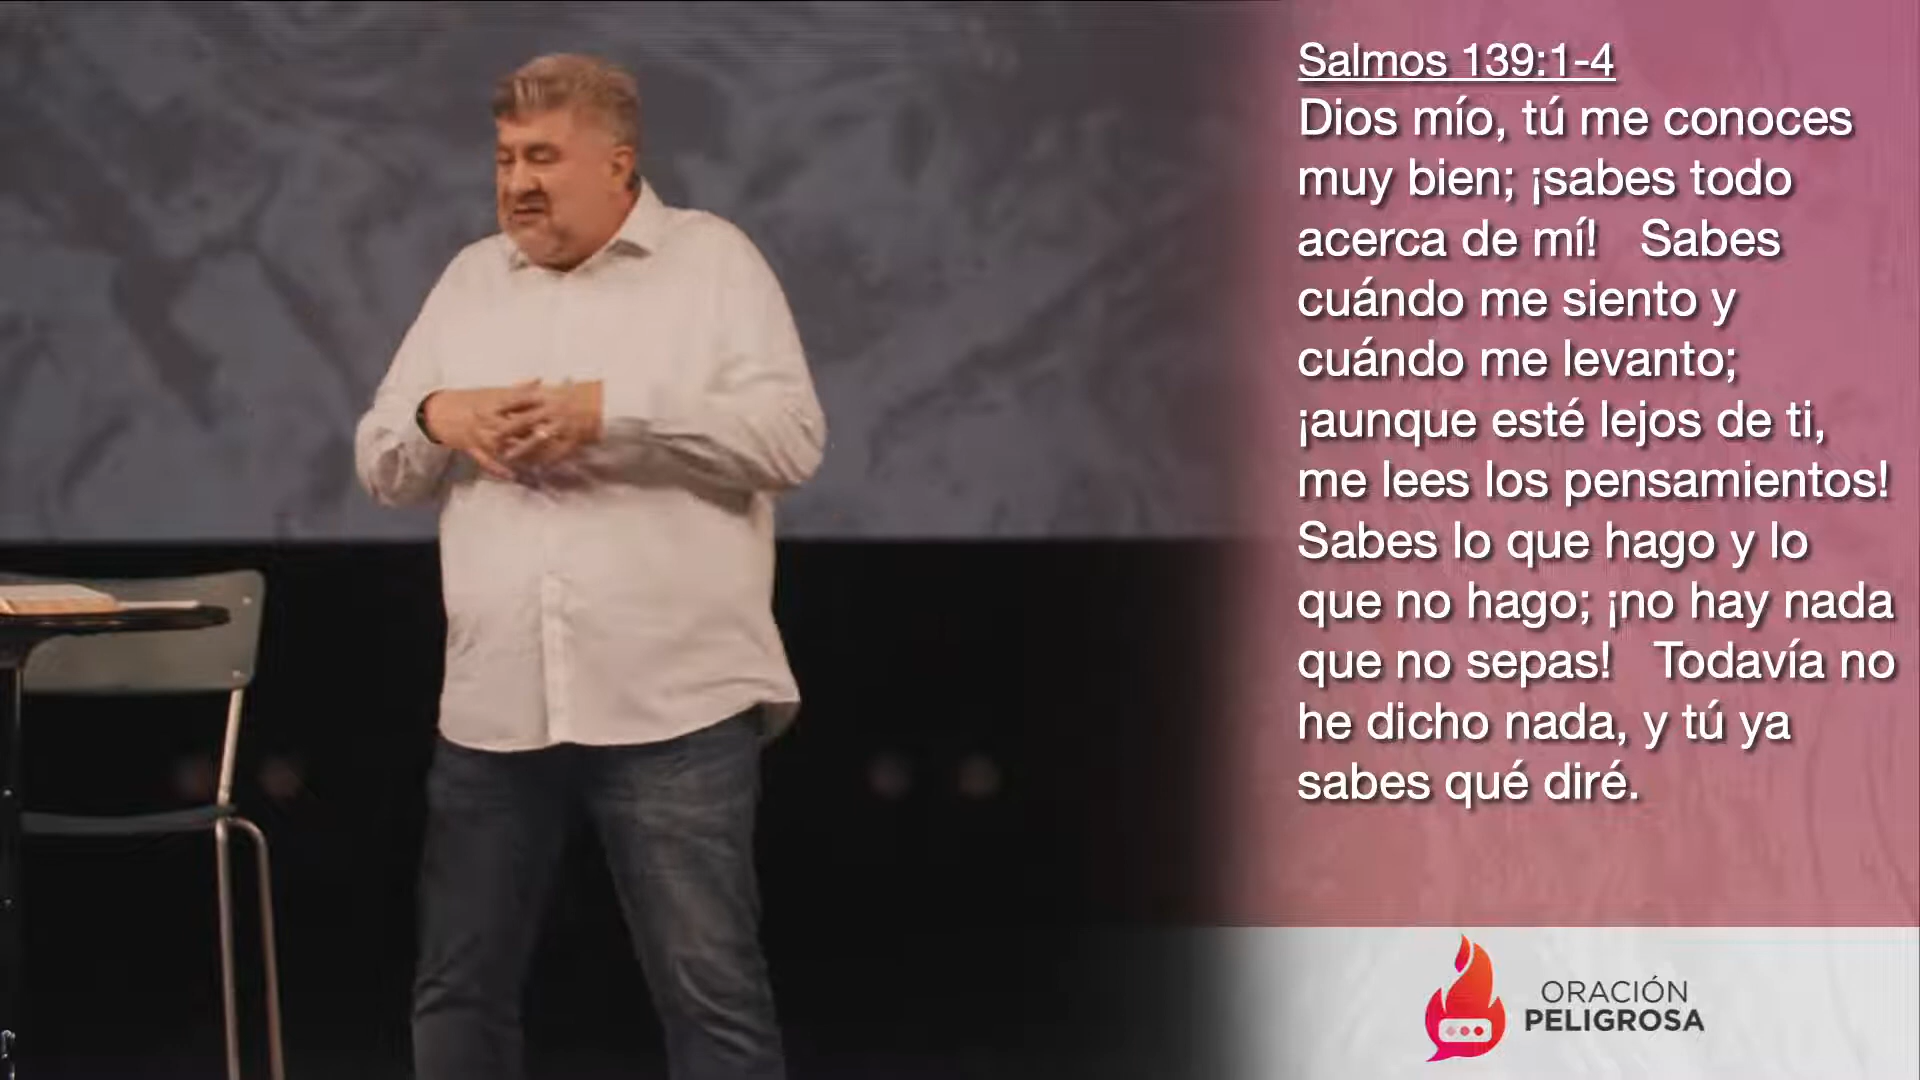 Salmos 139:1-4
Dios mío, tú me conoces
muy bien; ¡sabes todo
acerca de mí!   Sabes
cuándo me siento y
cuándo me levanto;
¡aunque esté lejos de ti,
me lees los pensamientos!
Sabes lo que hago y lo
que no hago; ¡no hay nada
que no sepas!   Todavía no
he dicho nada, y tú ya
sabes qué diré.
ORACIÓN
PELIGROSA